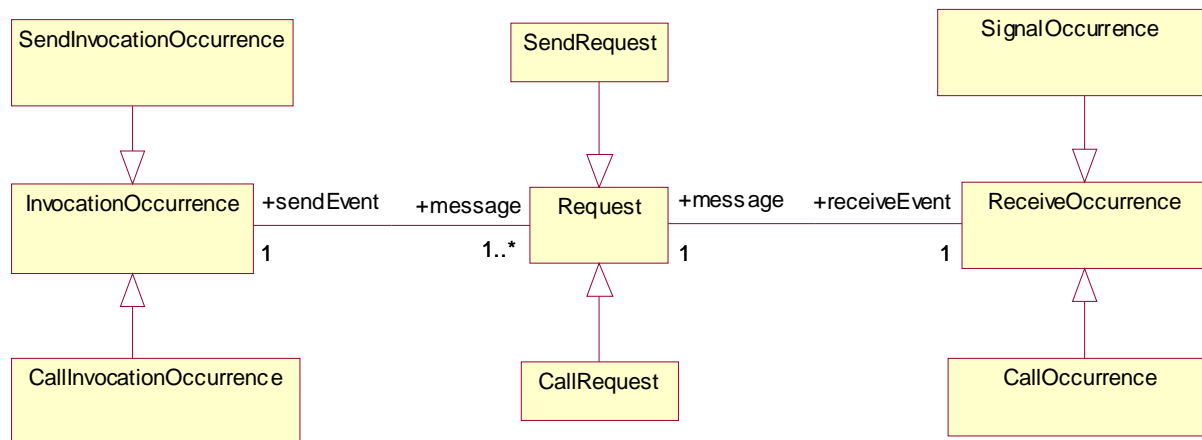 SendInvocationOccurrence
SendRequest
SignalOccurrence
InvocationOccurrence
+sendEvent
+message
Request
+message
+receiveEvent
ReceiveOccurrence
1
1..*
1
1
CallInvocationOccurrence
CallRequest
CallOccurrence